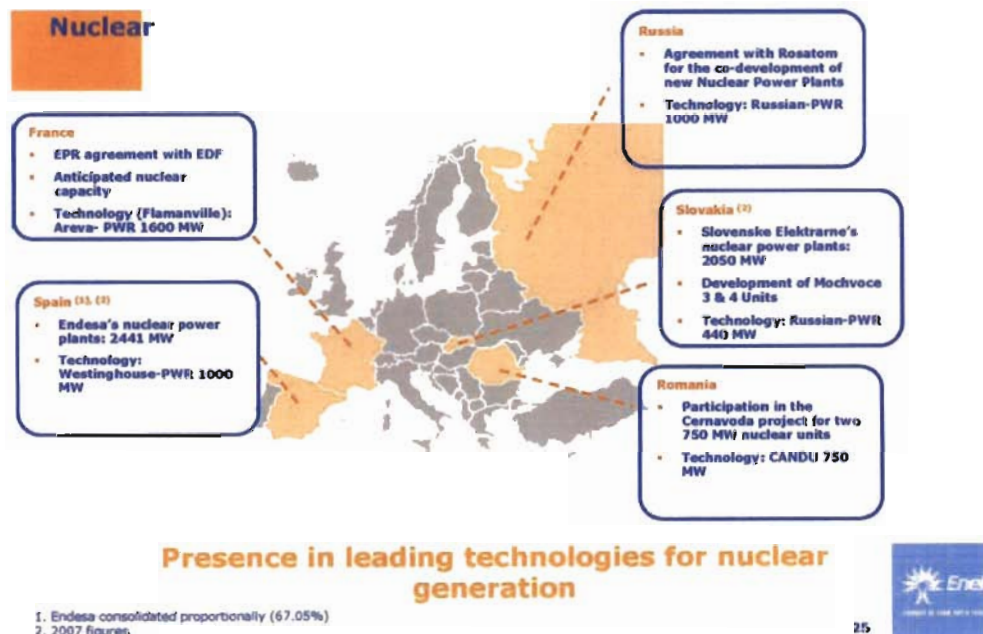 Nuclear
Russia
• Agreement with Rosatom
for the co-development of
new Nuclear Power Plants
• Technology: Russian-PWR
1000 MW
France
• EPR agreement with EDF
• Anticipated nuclear
capacity
• Technology (Flamanville):
Areva- PWR 1600 MW
Slovakia (2)
• Slovenske Elektrarne's
nuclear power plants:
2050 MW
• Development of Mochvoce
3 & 4 Units
• Technology: Russian-PWR
440 MW
Spain (1), (2)
• Endesa's nuclear power
plants: 2441 MW
• Technology:
Westinghouse-PWR 1000
MW
Romania
• Participation in the
Cernavoda project for two
750 MW nuclear units
• Technology: CANDU 750
MW
Presence in leading technologies for nuclear
generation
1. Endesa consolidated proportionally (67.05%)
2. 2007 figures
25
Enel